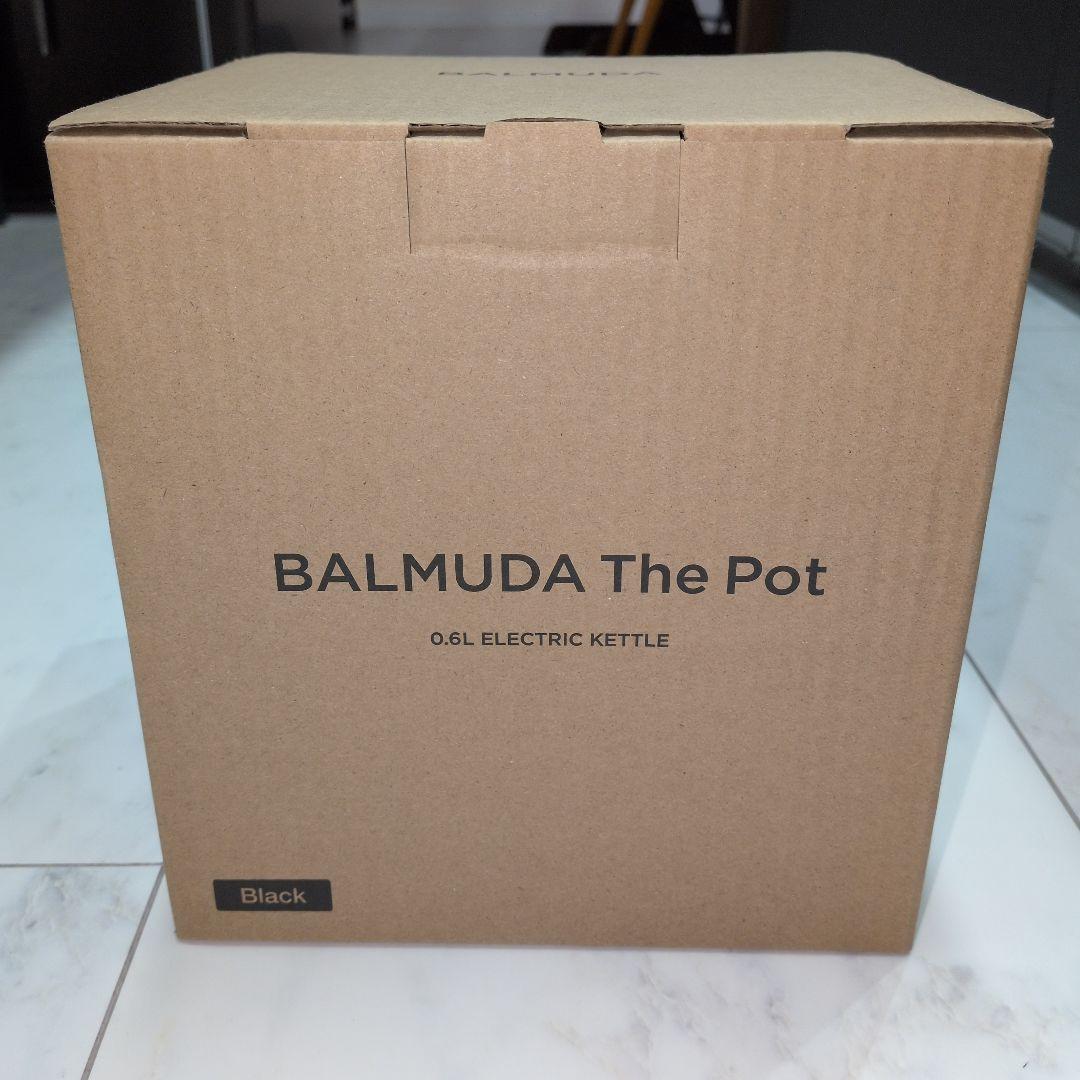 BALMUDA
BALMUDA The Pot
0.6L ELECTRIC KETTLE
Black